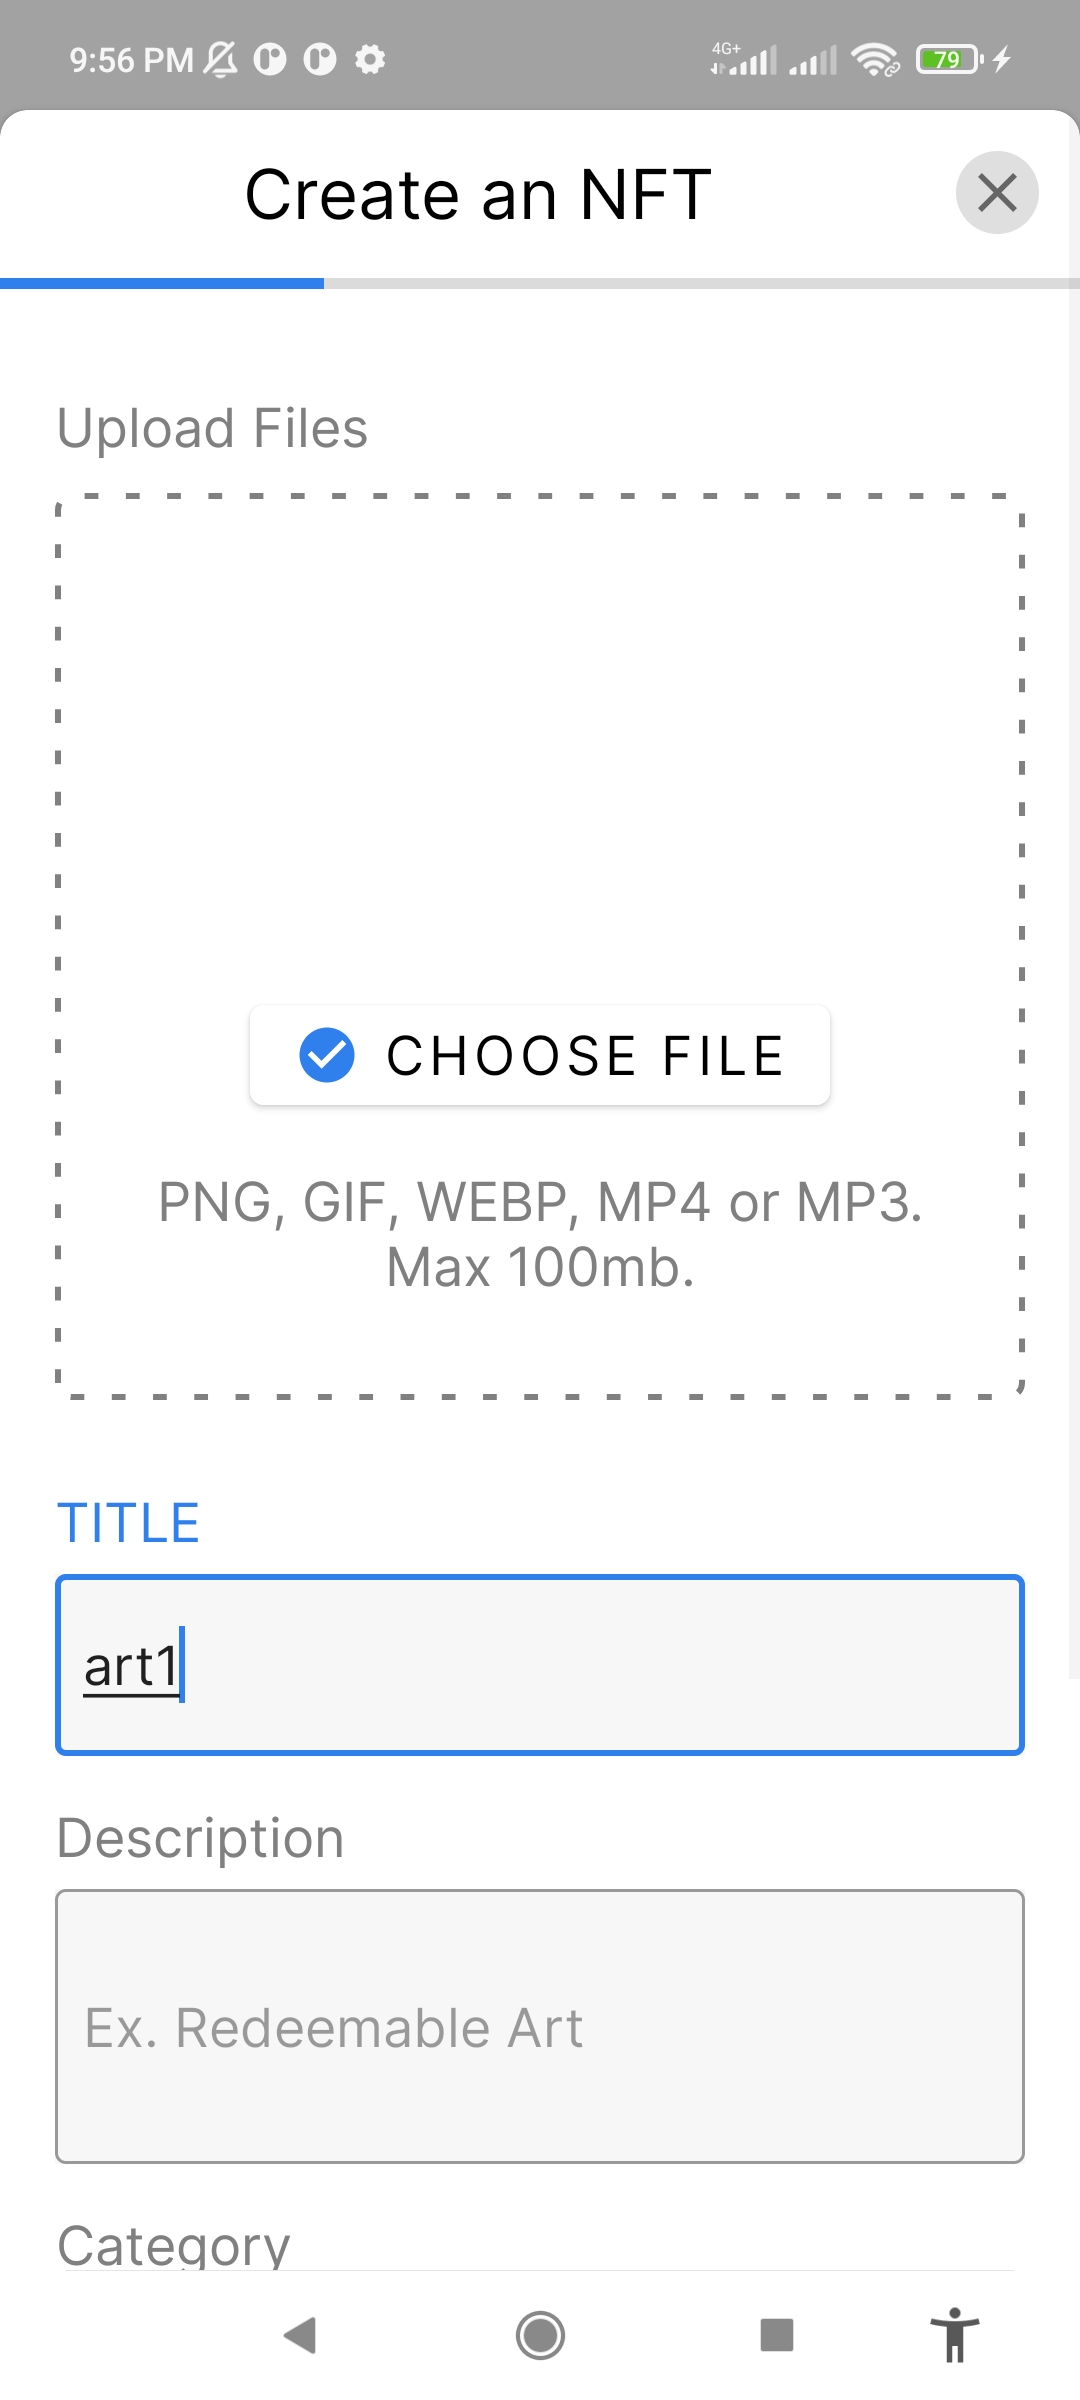 9:56 PM
4G+
79
Create an NFT
Upload Files
CHOOSE FILE
PNG, GIF, WEBP, MP4 or MP3.
Max 100mb.
TITLE
art1
Description
Ex. Redeemable Art
Category